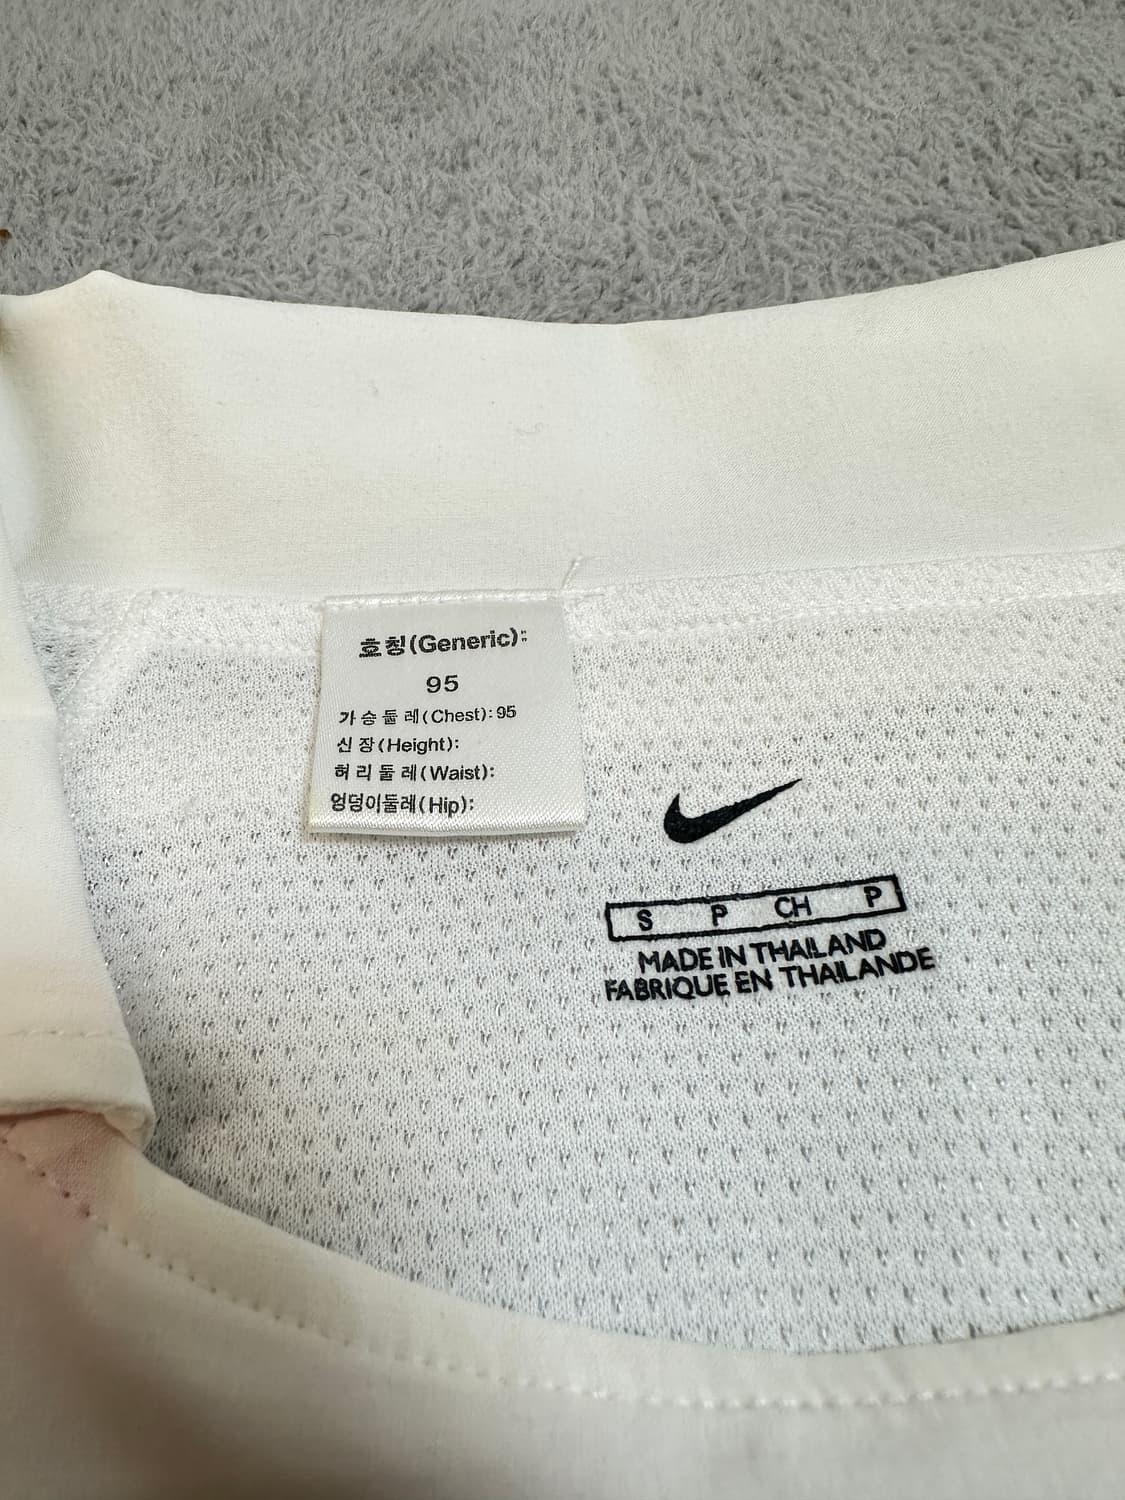 호칭(Generic):
95
가슴둘레(Chest):95
신장(Height):
허리둘레(Waist):
엉덩이둘레(Hip):
S P CH P
MADE IN THAILAND
FABRIQUE EN THAILANDE